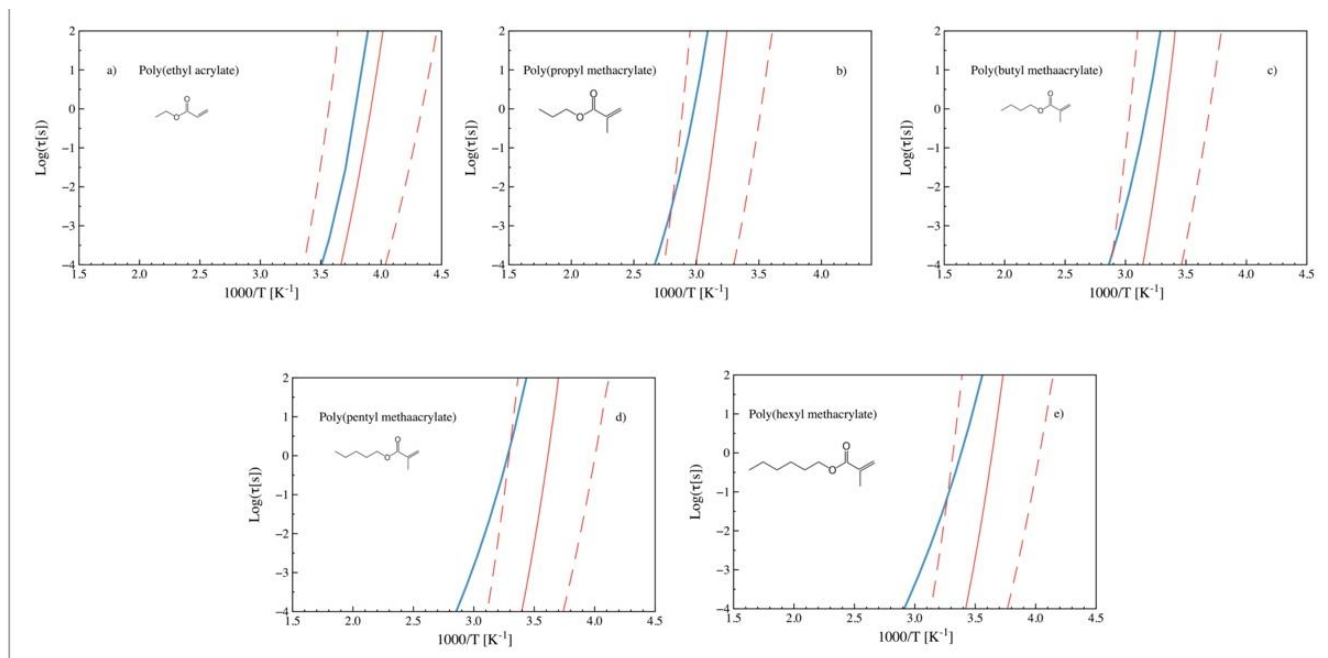 a) Poly(ethyl acrylate)
O
O
Log(τ[s])
2
1
0
−1
−2
−3
−4
1.5 2.0 2.5 3.0 3.5 4.0 4.5
1000/T [K⁻¹]
Poly(propyl methacrylate) b)
O
O
Log(τ[s])
2
1
0
−1
−2
−3
−4
1.5 2.0 2.5 3.0 3.5 4.0
1000/T [K⁻¹]
Poly(butyl methaacrylate) c)
O
O
Log(τ[s])
2
1
0
−1
−2
−3
−4
1.5 2.0 2.5 3.0 3.5 4.0 4.5
1000/T [K⁻¹]
Poly(pentyl methaacrylate) d)
O
O
Log(τ[s])
2
1
0
−1
−2
−3
−4
1.5 2.0 2.5 3.0 3.5 4.0 4.5
1000/T [K⁻¹]
Poly(hexyl methacrylate) e)
O
O
Log(τ[s])
2
1
0
−1
−2
−3
−4
1.5 2.0 2.5 3.0 3.5 4.0 4.5
1000/T [K⁻¹]